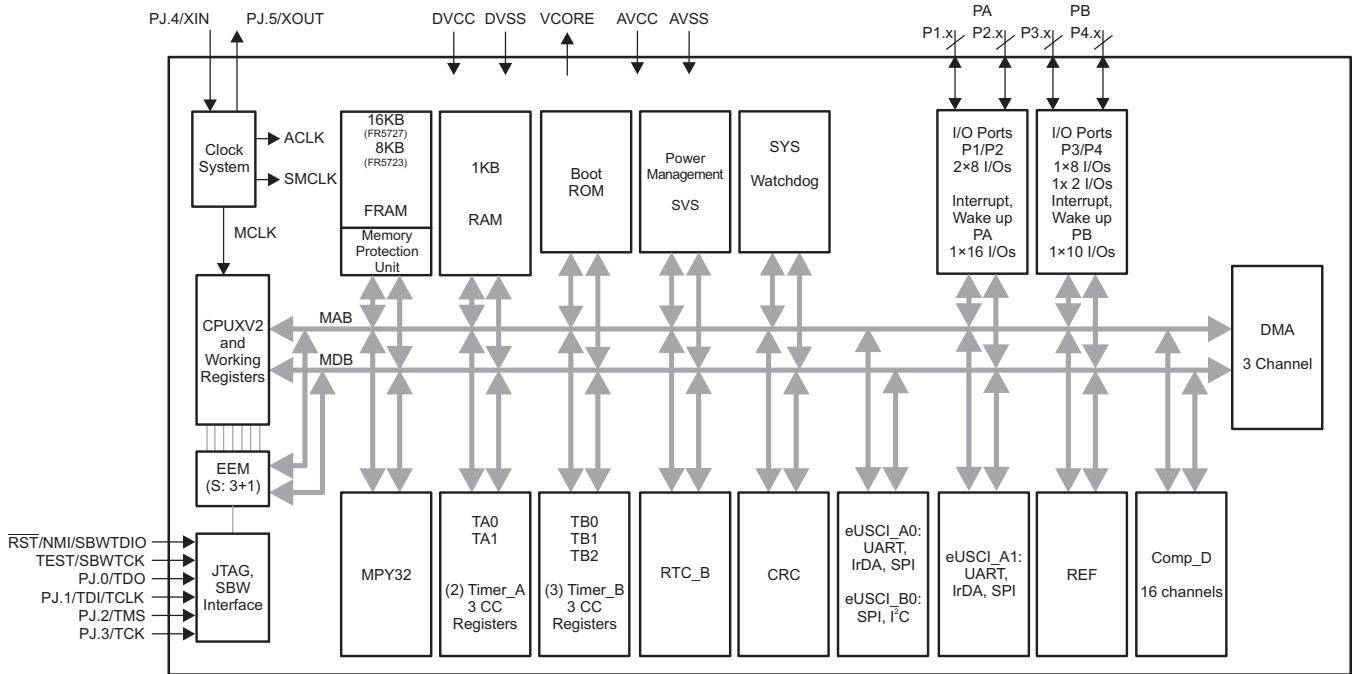 PJ.4/XIN
PJ.5/XOUT
DVCC
DVSS
VCORE
AVCC
AVSS
PA
PB
P1.x
P2.x
P3.x
P4.x
Clock
System
ACLK
SMCLK
MCLK
16KB
(FR5727)
8KB
(FR5723)
FRAM
Memory
Protection
Unit
1KB
RAM
Boot
ROM
Power
Management
SVS
SYS
Watchdog
I/O Ports
P1/P2
2×8 I/Os
Interrupt,
Wake up
PA
1×16 I/Os
I/O Ports
P3/P4
1×8 I/Os
1x 2 I/Os
Interrupt,
Wake up
PB
1×10 I/Os
CPUXV2
and
Working
Registers
MAB
MDB
DMA
3 Channel
EEM
(S: 3+1)
RST/NMI/SBWTDIO
TEST/SBWTCK
PJ.0/TDO
PJ.1/TDI/TCLK
PJ.2/TMS
PJ.3/TCK
JTAG,
SBW
Interface
MPY32
TA0
TA1
(2) Timer_A
3 CC
Registers
TB0
TB1
TB2
(3) Timer_B
3 CC
Registers
RTC_B
CRC
eUSCI_A0:
UART,
IrDA, SPI
eUSCI_B0:
SPI, I²C
eUSCI_A1:
UART,
IrDA, SPI
REF
Comp_D
16 channels